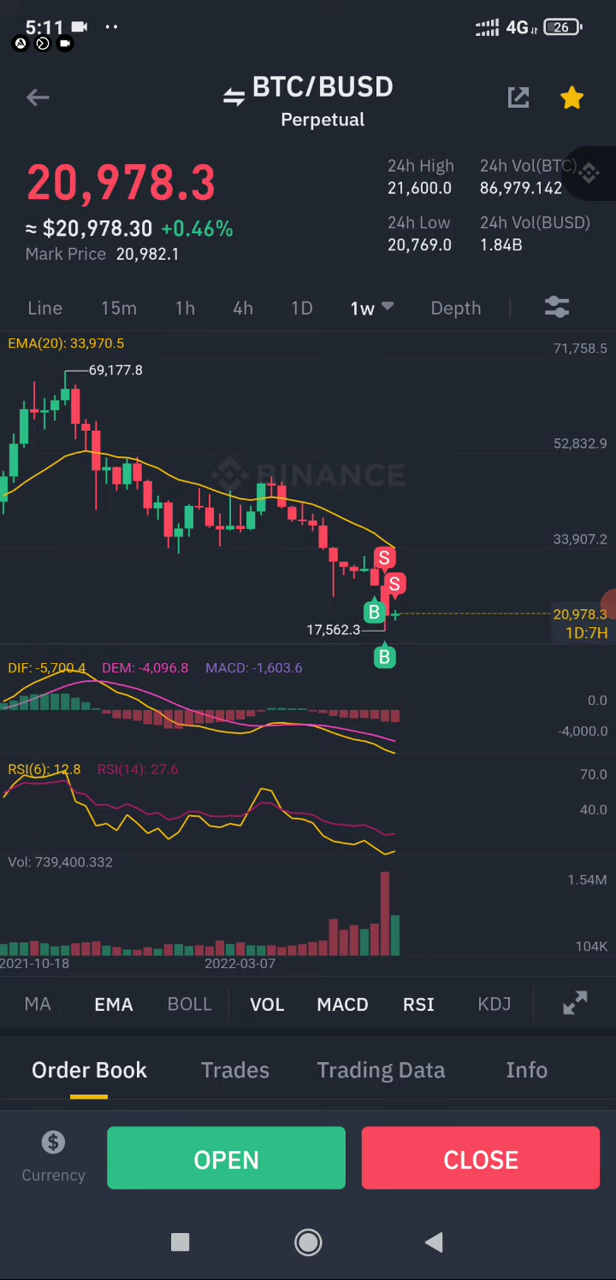 5:11
4G 26
BTC/BUSD
Perpetual
20,978.3
≈ $20,978.30 +0.46%
Mark Price 20,982.1
24h High 24h Vol(BTC)
21,600.0 86,979.142
24h Low 24h Vol(BUSD)
20,769.0 1.84B
Line 15m 1h 4h 1D 1w Depth
EMA(20): 33,970.5
71,758.5
69,177.8
52,832.9
BINANCE
33,907.2
S
S
B
20,978.3
17,562.3
1D:7H
B
DIF: -5,700.4 DEM: -4,096.8 MACD: -1,603.6
0.0
-4,000.0
RSI(6): 12.8 RSI(14): 27.6
70.0
40.0
Vol: 739,400.332
1.54M
104K
2021-10-18 2022-03-07
MA EMA BOLL VOL MACD RSI KDJ
Order Book Trades Trading Data Info
$
Currency
OPEN CLOSE